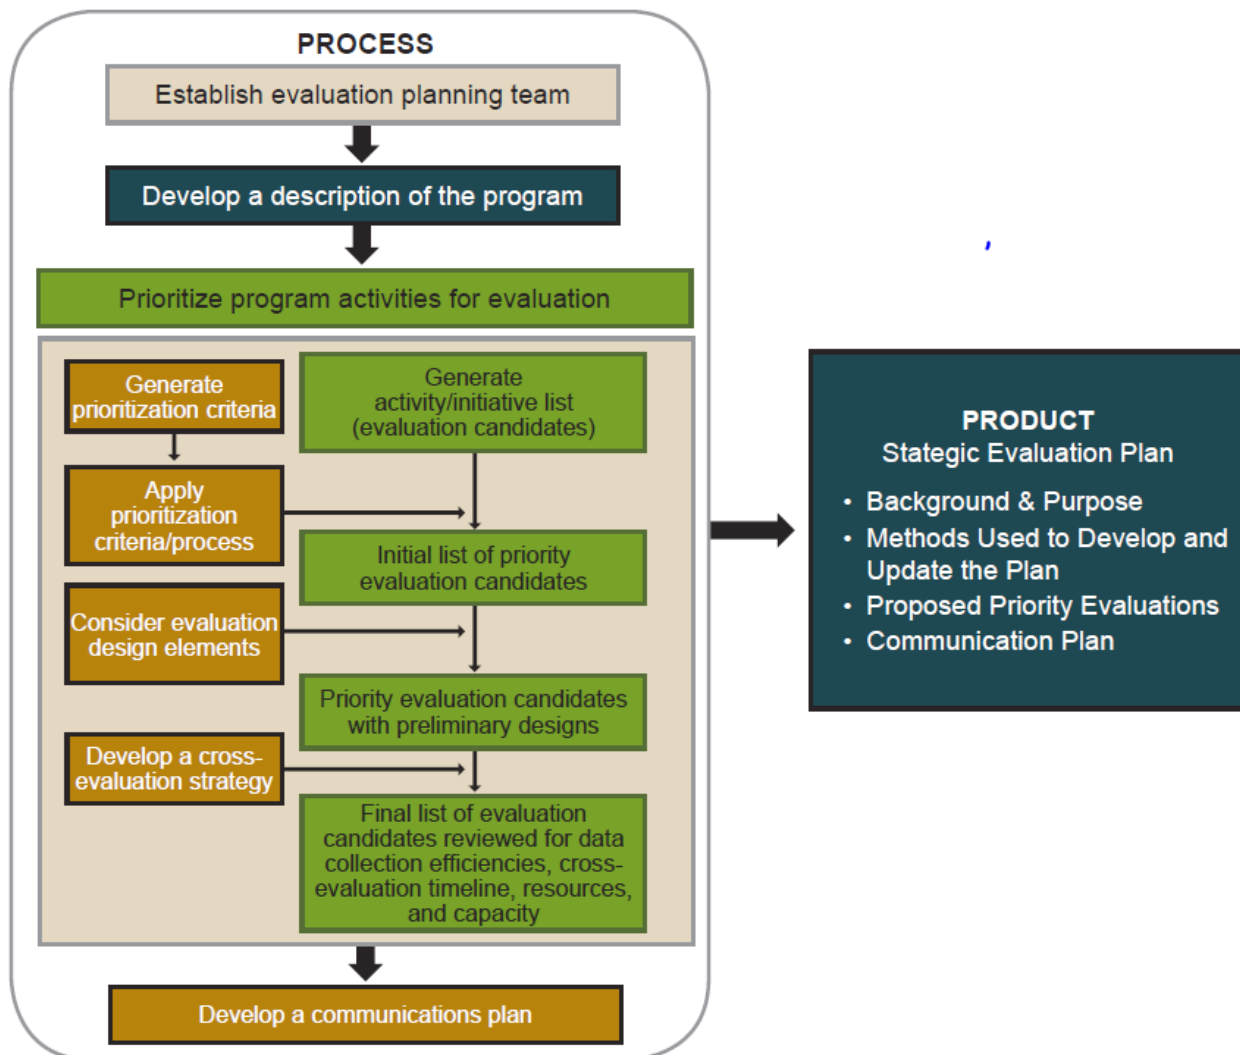 PROCESS
Establish evaluation planning team
Develop a description of the program
Prioritize program activities for evaluation
Generate
prioritization criteria
Generate
activity/initiative list
(evaluation candidates)
Apply
prioritization
criteria/process
Initial list of priority
evaluation candidates
Consider evaluation
design elements
Priority evaluation candidates
with preliminary designs
Develop a cross-
evaluation strategy
Final list of evaluation
candidates reviewed for data
collection efficiencies, cross-
evaluation timeline, resources,
and capacity
Develop a communications plan
PRODUCT
Stategic Evaluation Plan
• Background & Purpose
• Methods Used to Develop and
Update the Plan
• Proposed Priority Evaluations
• Communication Plan